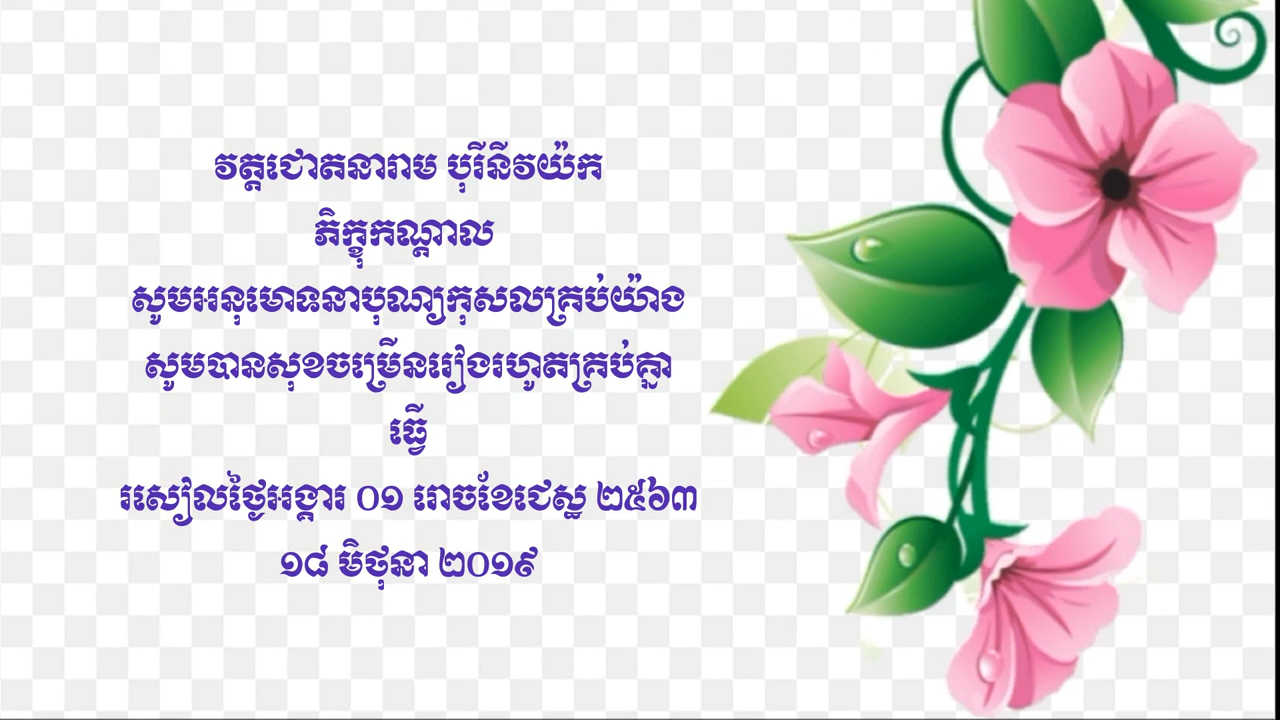 វត្តជោតនារាម បុរីនីវយ៉ក
ភិក្ខុកណ្តាល
សូមអនុមោទនាបុណ្យកុសលគ្រប់យ៉ាង
សូមបានសុខចម្រើនរៀងរហូតគ្រប់គ្នា
ធ្វើ
រសៀលថ្ងៃអង្គារ ០១ រោចខែជេស្ឋ ២៥៦៣
១៨ មិថុនា ២០១៩